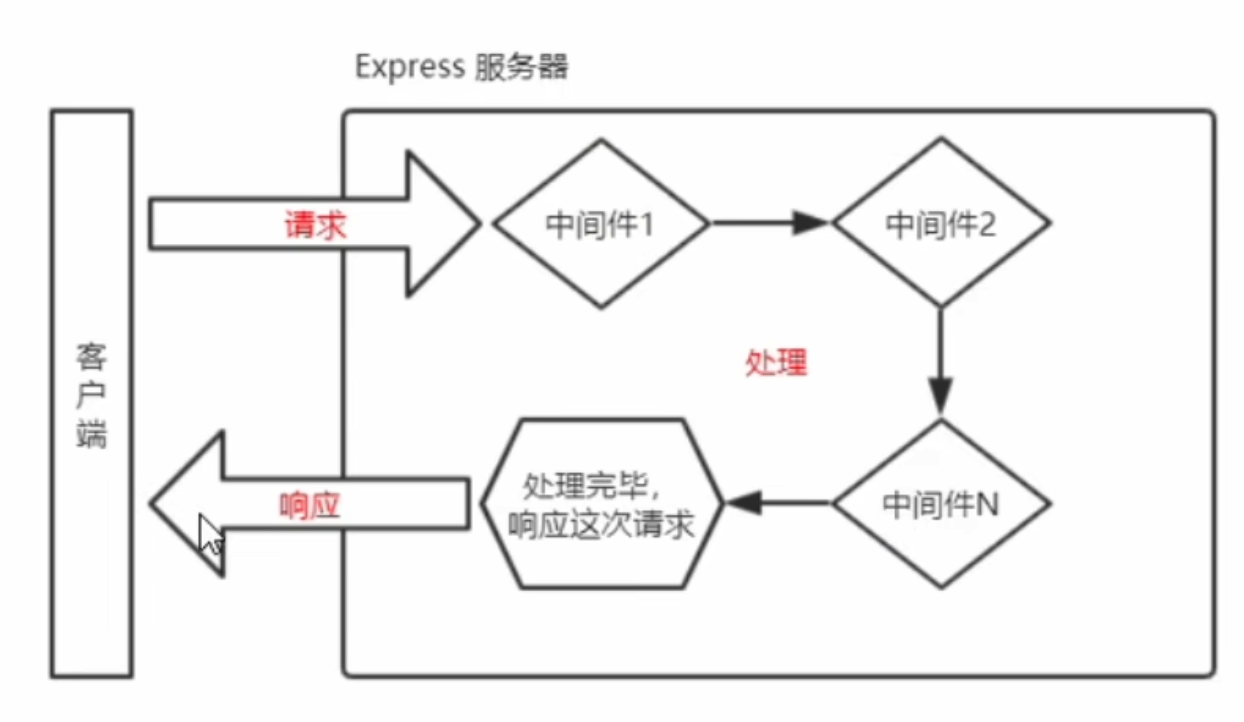 Express 服务器
请求
中间件1
中间件2
客户端
处理
响应
处理完毕,
响应这次请求
中间件N